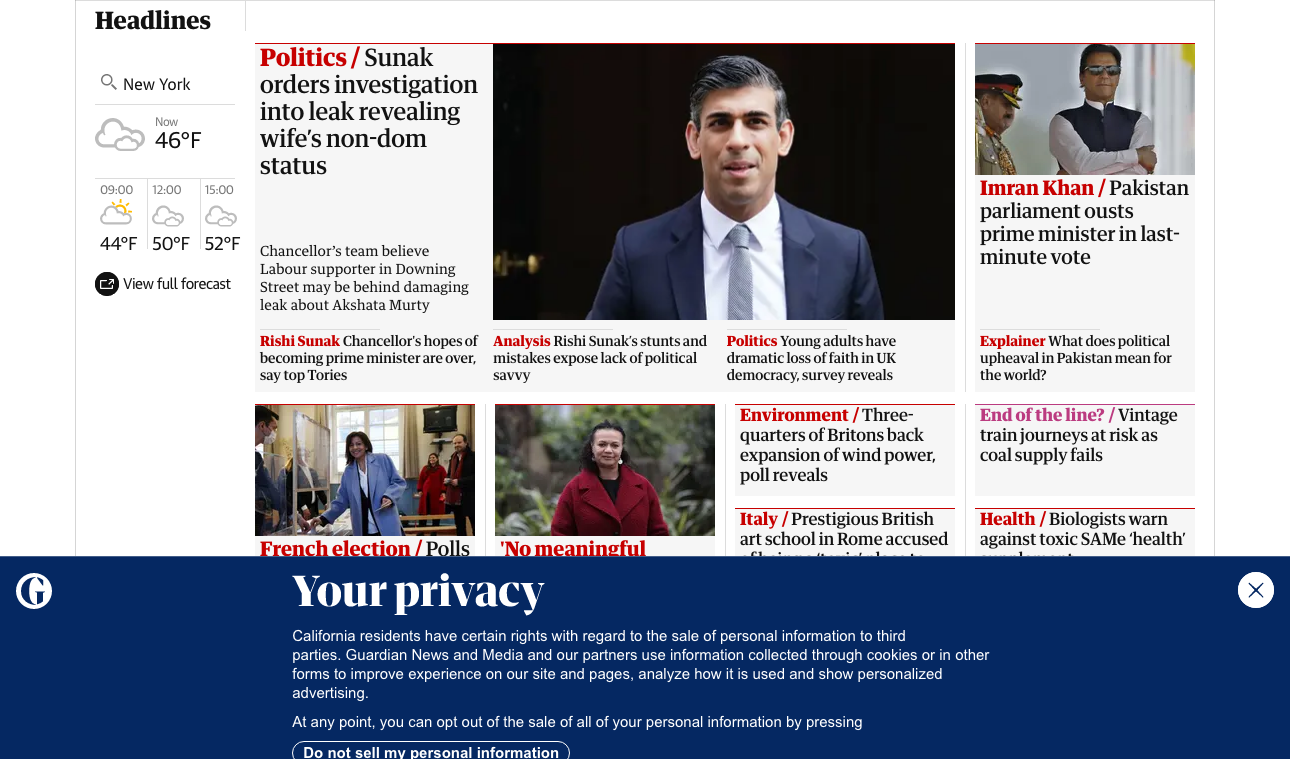 Headlines
New York
Now
46°F
09:00
12:00
15:00
44°F
50°F
52°F
View full forecast
Politics / Sunak
orders investigation
into leak revealing
wife's non-dom
status
Chancellor's team believe
Labour supporter in Downing
Street may be behind damaging
leak about Akshata Murty
Rishi Sunak Chancellor's hopes of
becoming prime minister are over,
say top Tories
Analysis Rishi Sunak's stunts and
mistakes expose lack of political
savvy
Politics Young adults have
dramatic loss of faith in UK
democracy, survey reveals
Imran Khan / Pakistan
parliament ousts
prime minister in last-
minute vote
Explainer What does political
upheaval in Pakistan mean for
the world?
French election / Polls
'No meaningful
Environment / Three-
quarters of Britons back
expansion of wind power,
poll reveals
Italy / Prestigious British
art school in Rome accused
End of the line? / Vintage
train journeys at risk as
coal supply fails
Health / Biologists warn
against toxic SAMe 'health'
Your privacy
California residents have certain rights with regard to the sale of personal information to third
parties. Guardian News and Media and our partners use information collected through cookies or in other
forms to improve experience on our site and pages, analyze how it is used and show personalized
advertising.
At any point, you can opt out of the sale of all of your personal information by pressing
Do not sell my personal information